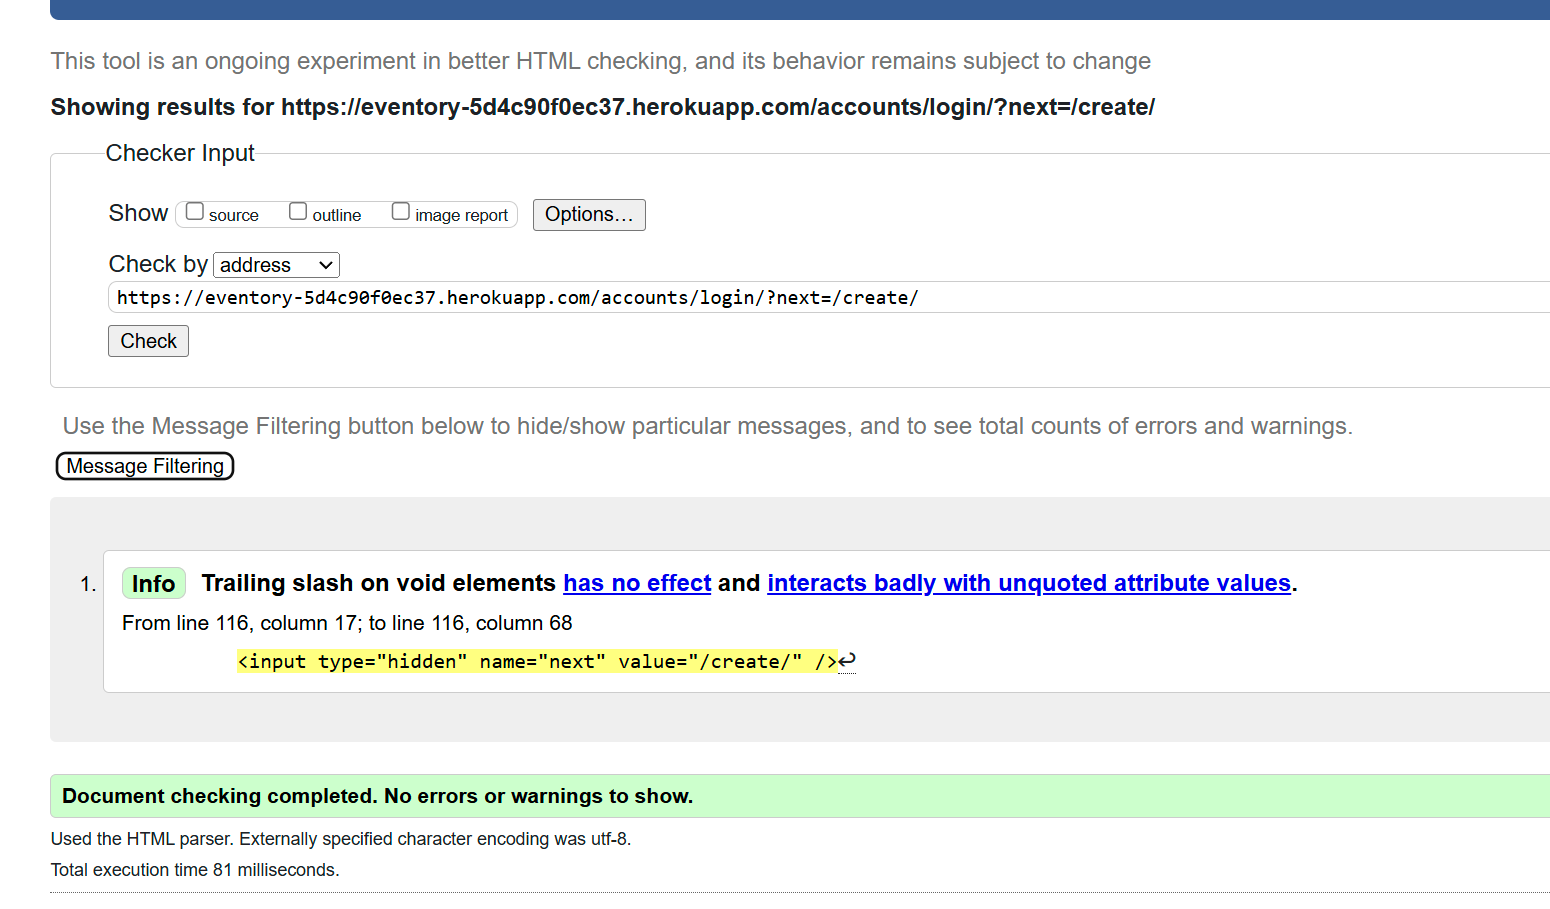 This tool is an ongoing experiment in better HTML checking, and its behavior remains subject to change
Showing results for https://eventory-5d4c90f0ec37.herokuapp.com/accounts/login/?next=/create/
Checker Input
Show source outline image report Options...
Check by address
https://eventory-5d4c90f0ec37.herokuapp.com/accounts/login/?next=/create/
Check
Use the Message Filtering button below to hide/show particular messages, and to see total counts of errors and warnings.
Message Filtering
1. Info Trailing slash on void elements has no effect and interacts badly with unquoted attribute values.
From line 116, column 17; to line 116, column 68
<input type="hidden" name="next" value="/create/" />↩
Document checking completed. No errors or warnings to show.
Used the HTML parser. Externally specified character encoding was utf-8.
Total execution time 81 milliseconds.